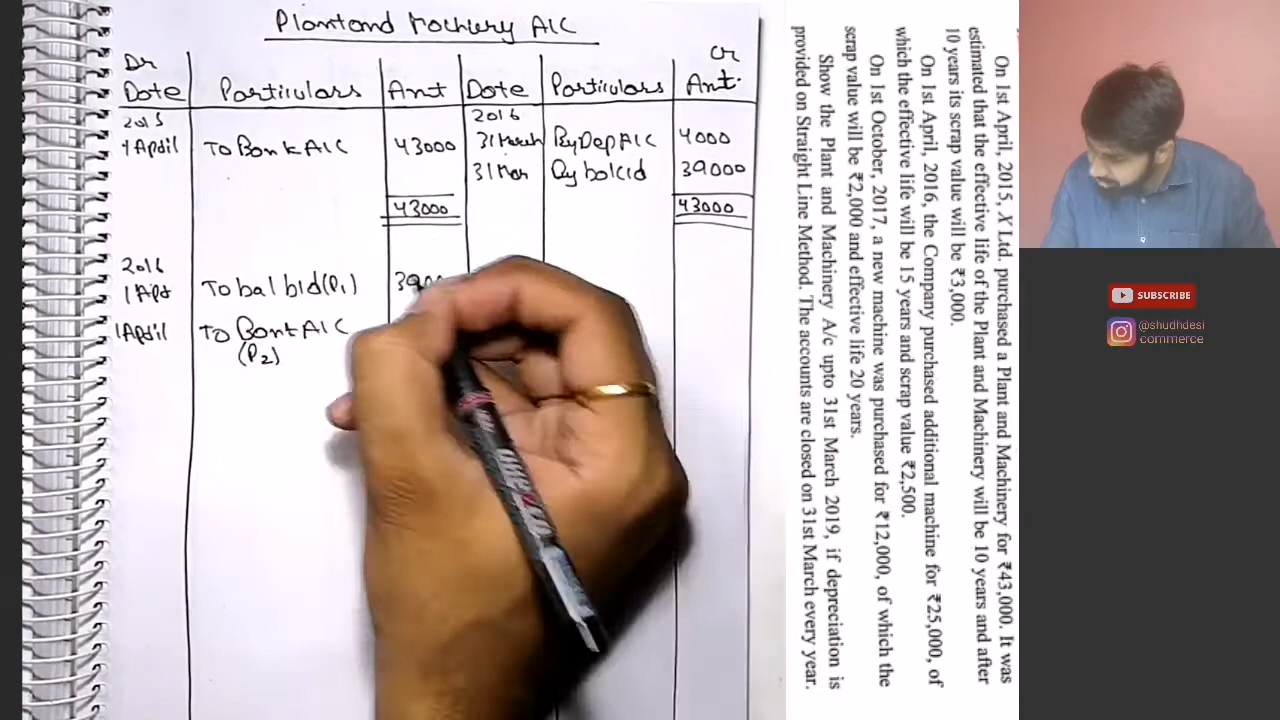 Plant and Machinery A/C
Dr
Cr
Date Particulars Amt Date Particulars Amt.
2015 2016
1 April To Bank A/C 43000 31 March By Dep A/C 4000
31 Mar By bal c/d 39000
43000 43000
2016
1 Apr To bal b/d (P1)
1 April To Bank A/C
(P2)
On 1st April, 2015, X Ltd. purchased a Plant and Machinery for ₹43,000. It was
estimated that the effective life of the Plant and Machinery will be 10 years and after
10 years its scrap value will be ₹3,000.
On 1st April, 2016, the Company purchased additional machine for ₹25,000, of
which the effective life will be 15 years and scrap value ₹2,500.
On 1st October, 2017, a new machine was purchased for ₹12,000, of which the
scrap value will be ₹2,000 and effective life 20 years.
Show the Plant and Machinery A/c upto 31st March 2019, if depreciation is
provided on Straight Line Method. The accounts are closed on 31st March every year.
SUBSCRIBE
@shudhdesi
commerce